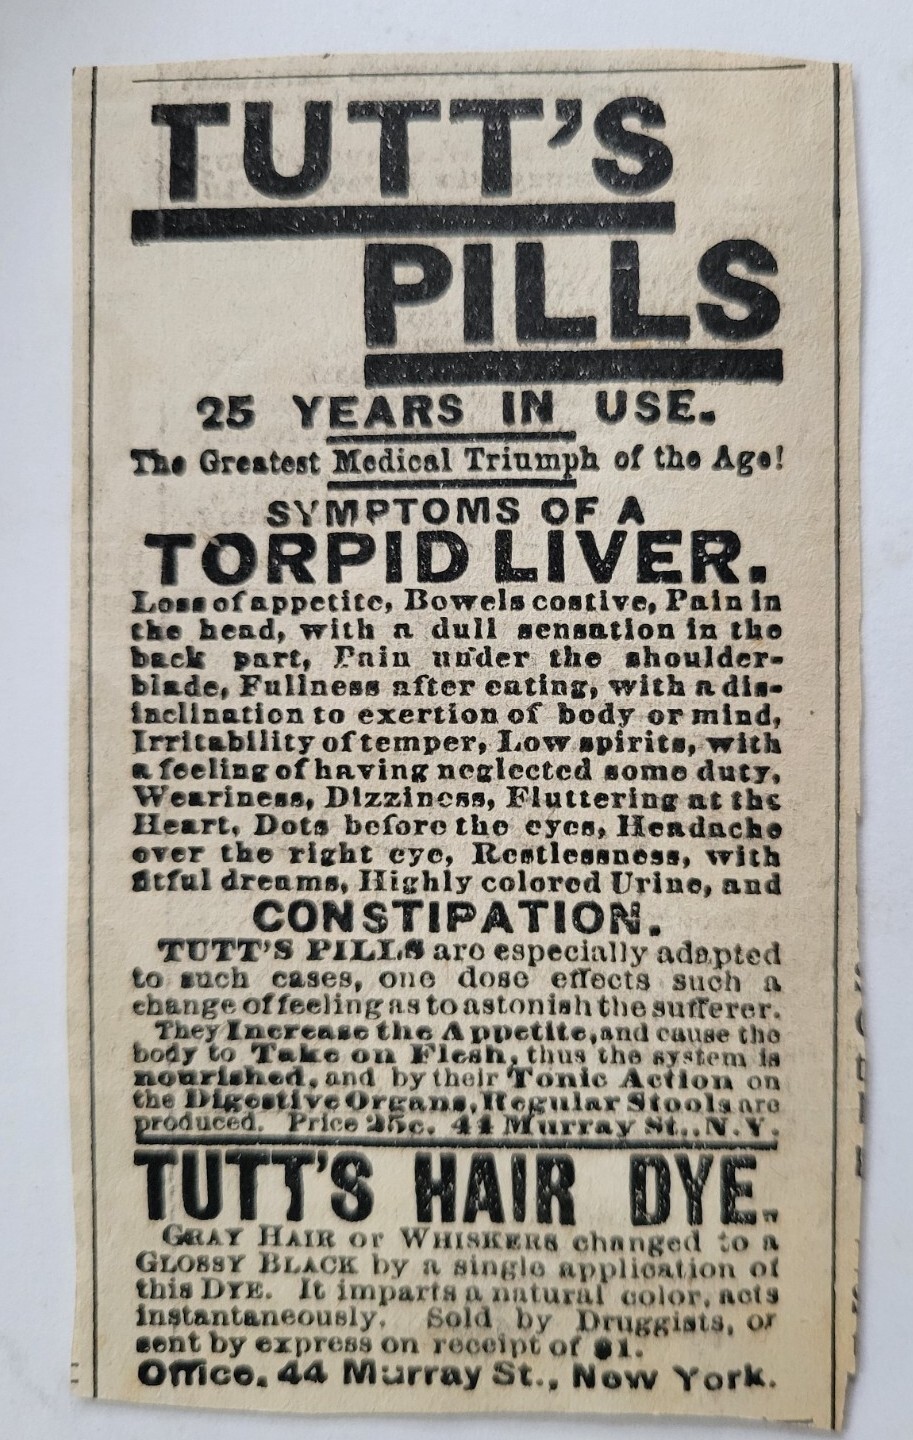 TUTT'S
PILLS
25 YEARS IN USE.
The Greatest Medical Triumph of the Age!
SYMPTOMS OF A
TORPID LIVER.
Loss of appetite, Bowels costive, Pain in
the head, with a dull sensation in the
back part, Pain under the shoulder-
blade, Fullness after eating, with a dis-
inclination to exertion of body or mind,
Irritability of temper, Low spirits, with
a feeling of having neglected some duty,
Weariness, Dizziness, Fluttering at the
Heart, Dots before the eyes, Headache
over the right eye, Restlessness, with
fitful dreams, Highly colored Urine, and
CONSTIPATION.
TUTT'S PILLS are especially adapted
to such cases, one dose effects such a
change of feeling as to astonish the sufferer.
They Increase the Appetite, and cause the
body to Take on Flesh, thus the system is
nourished, and by their Tonic Action on
the Digestive Organs, Regular Stools are
produced. Price 25c. 44 Murray St., N.Y.
TUTT'S HAIR DYE.
GRAY HAIR or WHISKERS changed to a
GLOSSY BLACK by a single application of
this DYE. It imparts a natural color, acts
instantaneously. Sold by Druggists, or
sent by express on receipt of $1.
Office, 44 Murray St., New York.